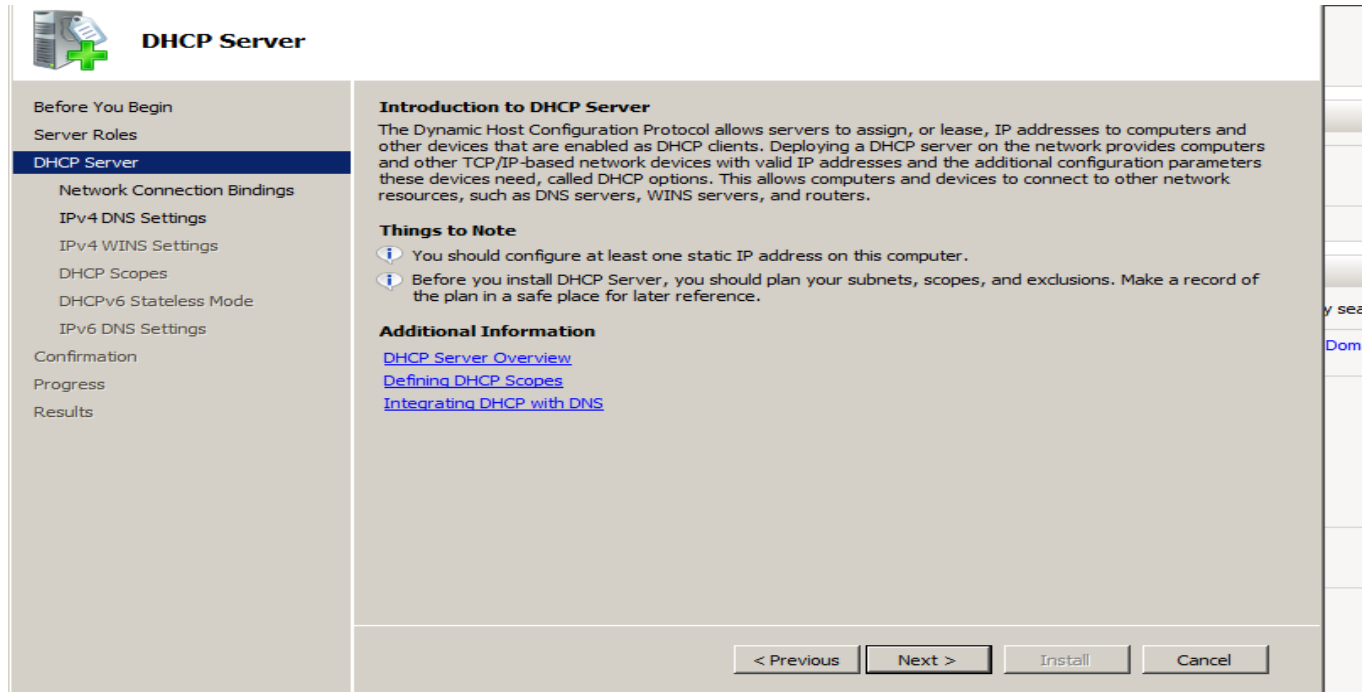 DHCP Server
Before You Begin
Server Roles
DHCP Server
Network Connection Bindings
IPv4 DNS Settings
IPv4 WINS Settings
DHCP Scopes
DHCPv6 Stateless Mode
IPv6 DNS Settings
Confirmation
Progress
Results
Introduction to DHCP Server
The Dynamic Host Configuration Protocol allows servers to assign, or lease, IP addresses to computers and
other devices that are enabled as DHCP clients. Deploying a DHCP server on the network provides computers
and other TCP/IP-based network devices with valid IP addresses and the additional configuration parameters
these devices need, called DHCP options. This allows computers and devices to connect to other network
resources, such as DNS servers, WINS servers, and routers.
Things to Note
You should configure at least one static IP address on this computer.
Before you install DHCP Server, you should plan your subnets, scopes, and exclusions. Make a record of
the plan in a safe place for later reference.
Additional Information
DHCP Server Overview
Defining DHCP Scopes
Integrating DHCP with DNS
< Previous
Next >
Install
Cancel
y sea
Dom